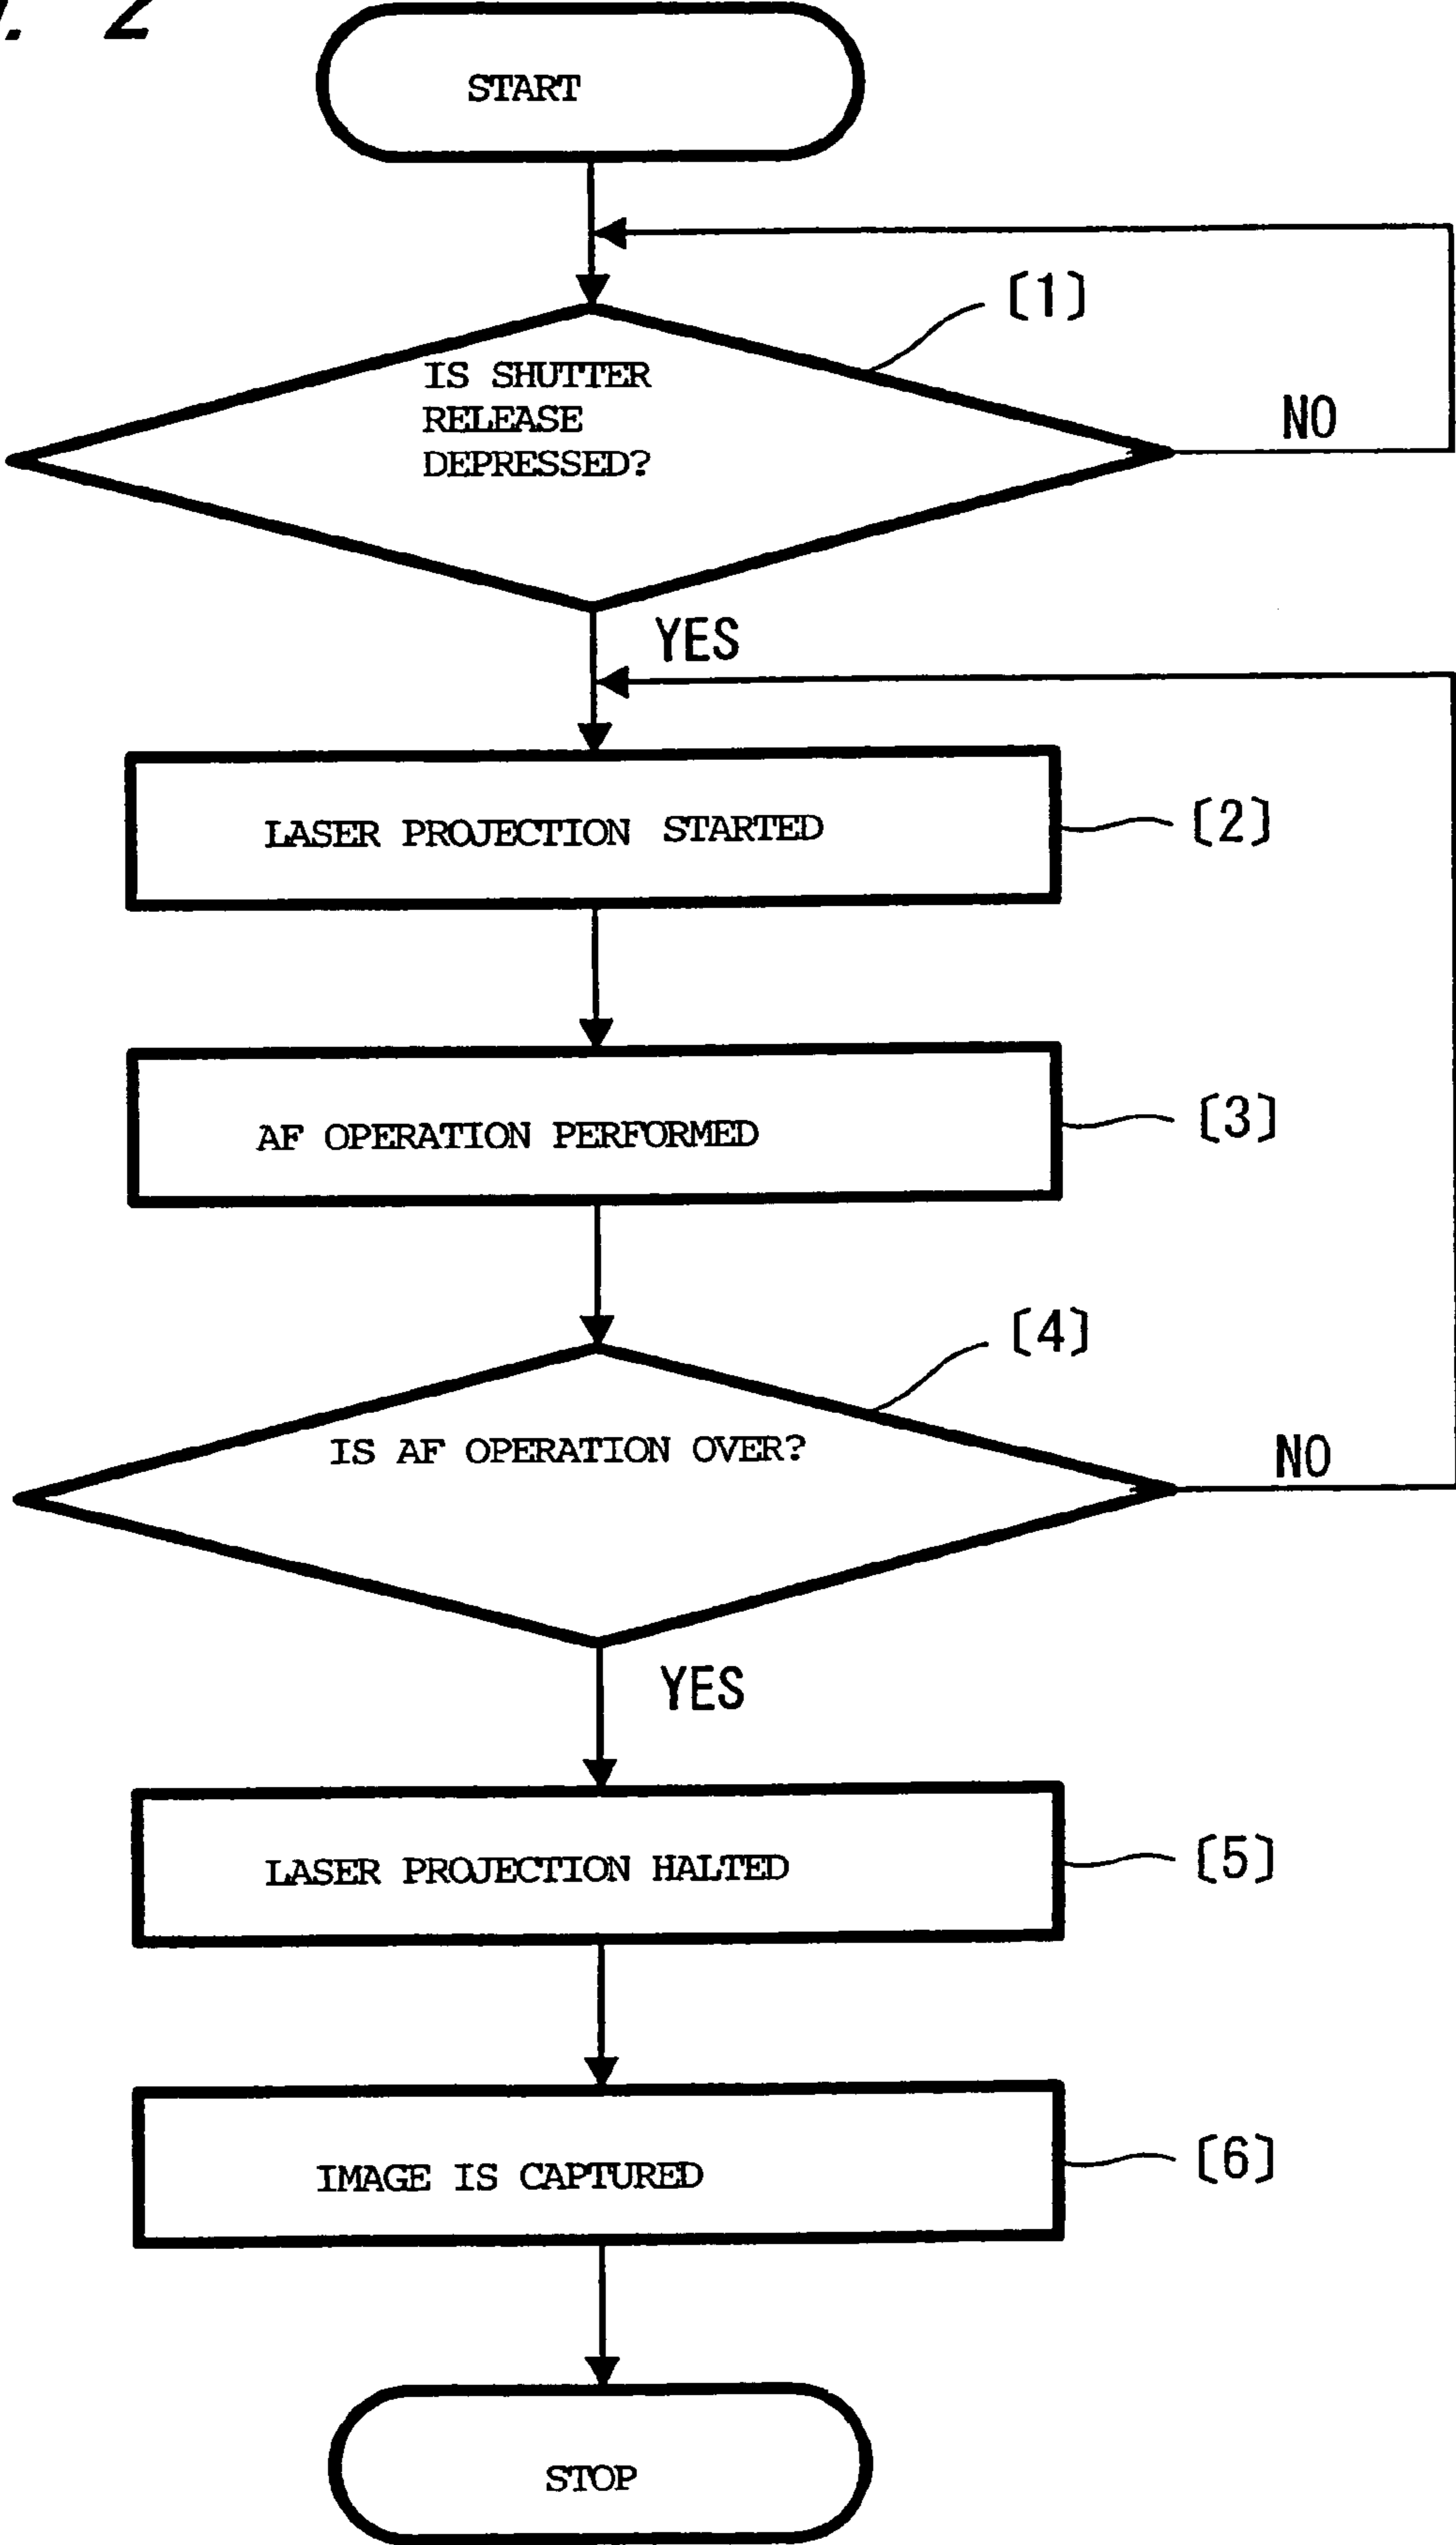 . 2
START
[1]
IS SHUTTER
RELEASE
DEPRESSED?
NO
YES
LASER PROJECTION STARTED
[2]
AF OPERATION PERFORMED
[3]
[4]
IS AF OPERATION OVER?
NO
YES
LASER PROJECTION HALTED
[5]
IMAGE IS CAPTURED
[6]
STOP